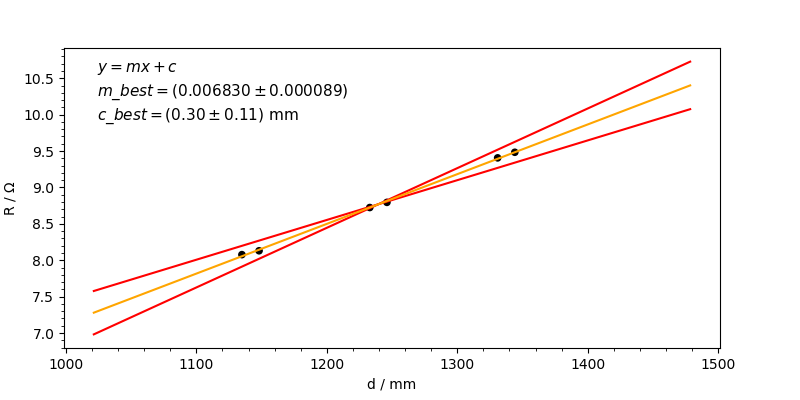 y = mx + c
m_best = (0.006830 ± 0.000089)
c_best = (0.30 ± 0.11) mm
R / Ω
10.5
10.0
9.5
9.0
8.5
8.0
7.5
7.0
1000 1100 1200 1300 1400 1500
d / mm